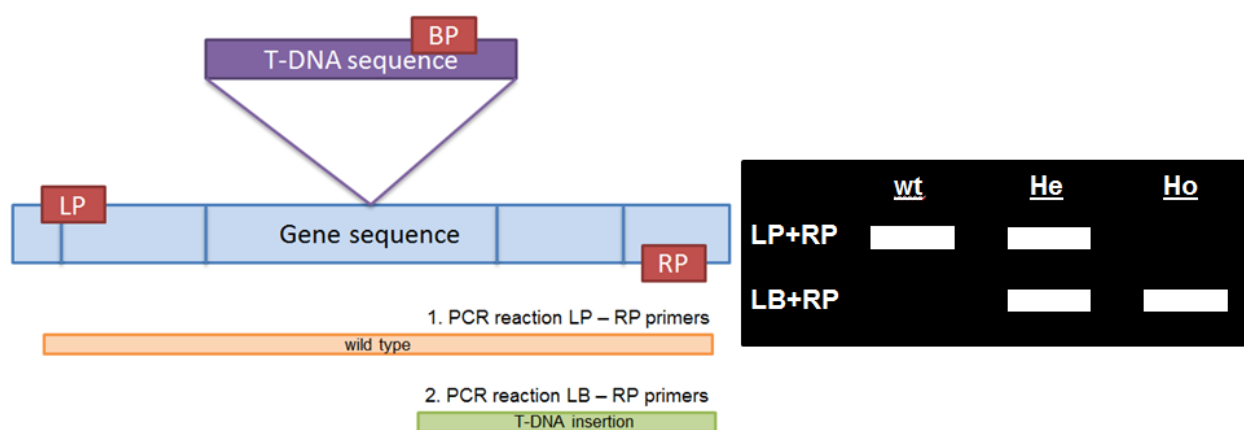 BP
T-DNA sequence
LP
Gene sequence
RP
1. PCR reaction LP – RP primers
wild type
2. PCR reaction LB – RP primers
T-DNA insertion
wt He Ho
LP+RP
LB+RP